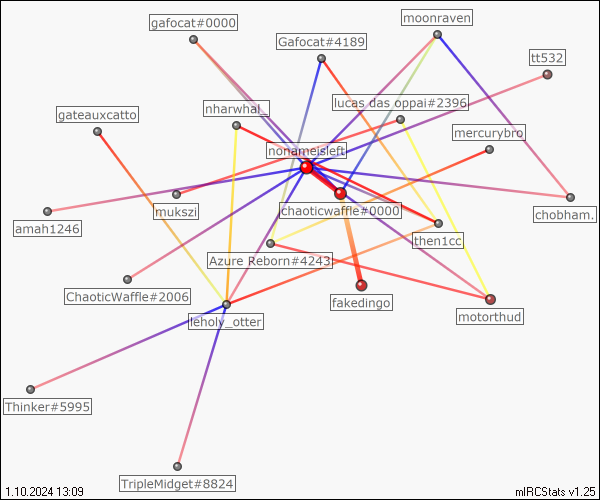 gafocat#0000
moonraven
Gafocat#4189
tt532
nharwhal_
lucas das oppai#2396
gateauxcatto
mercurybro
nonameisleft
mukszi
chaoticwaffle#0000
chobham.
amah1246
then1cc
Azure Reborn#4243
ChaoticWaffle#2006
fakedingo
motorthud
leholy_otter
Thinker#5995
TripleMidget#8824
1.10.2024 13:09
mIRCStats v1.25